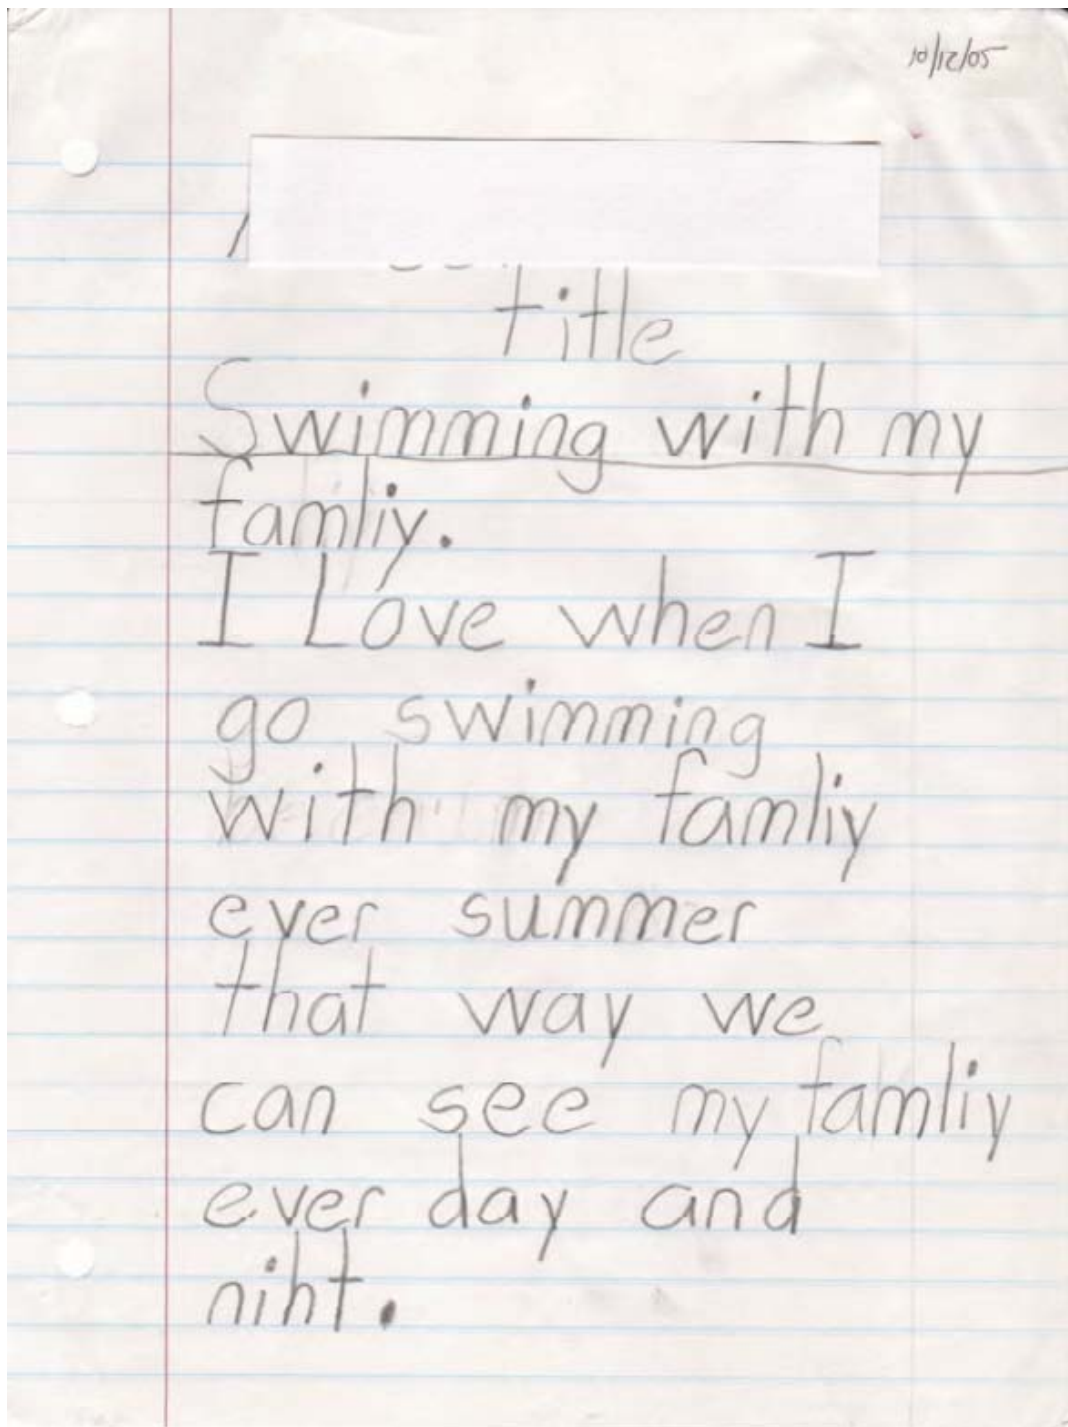 10/12/05
title
Swimming with my
famliy.
I Love when I
go swimming
with my famliy
ever summer
that way we
can see my famliy
ever day and
niht.